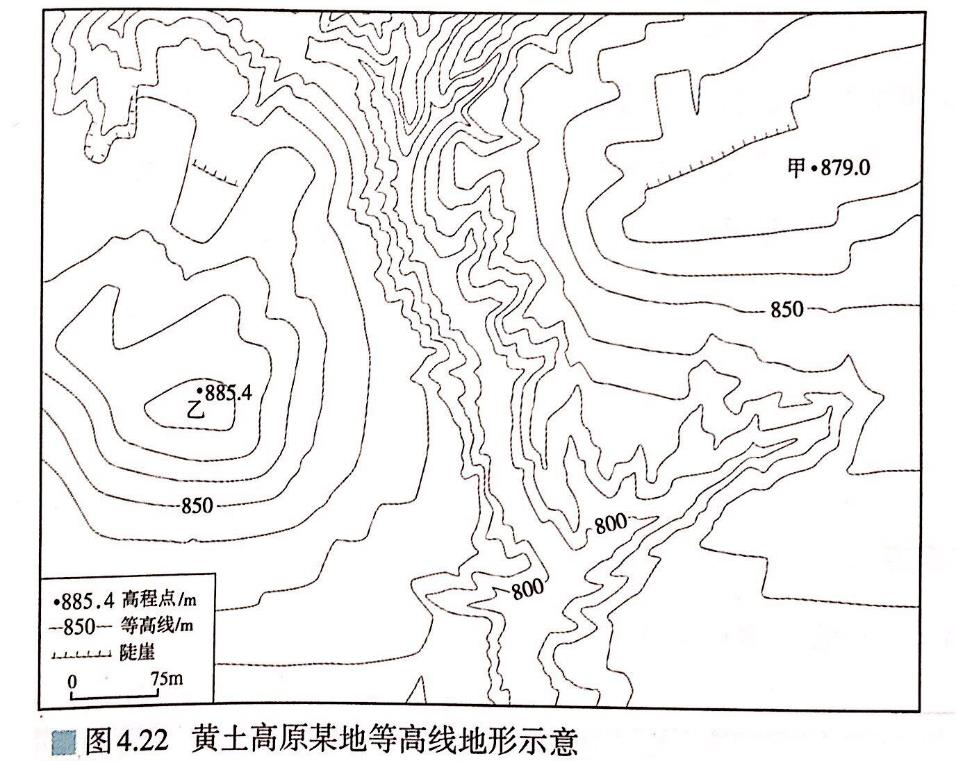 甲•879.0
850
•885.4
乙
850
800
800
•885.4 高程点/m
—850— 等高线/m
陡崖
0 75m
图4.22 黄土高原某地等高线地形示意